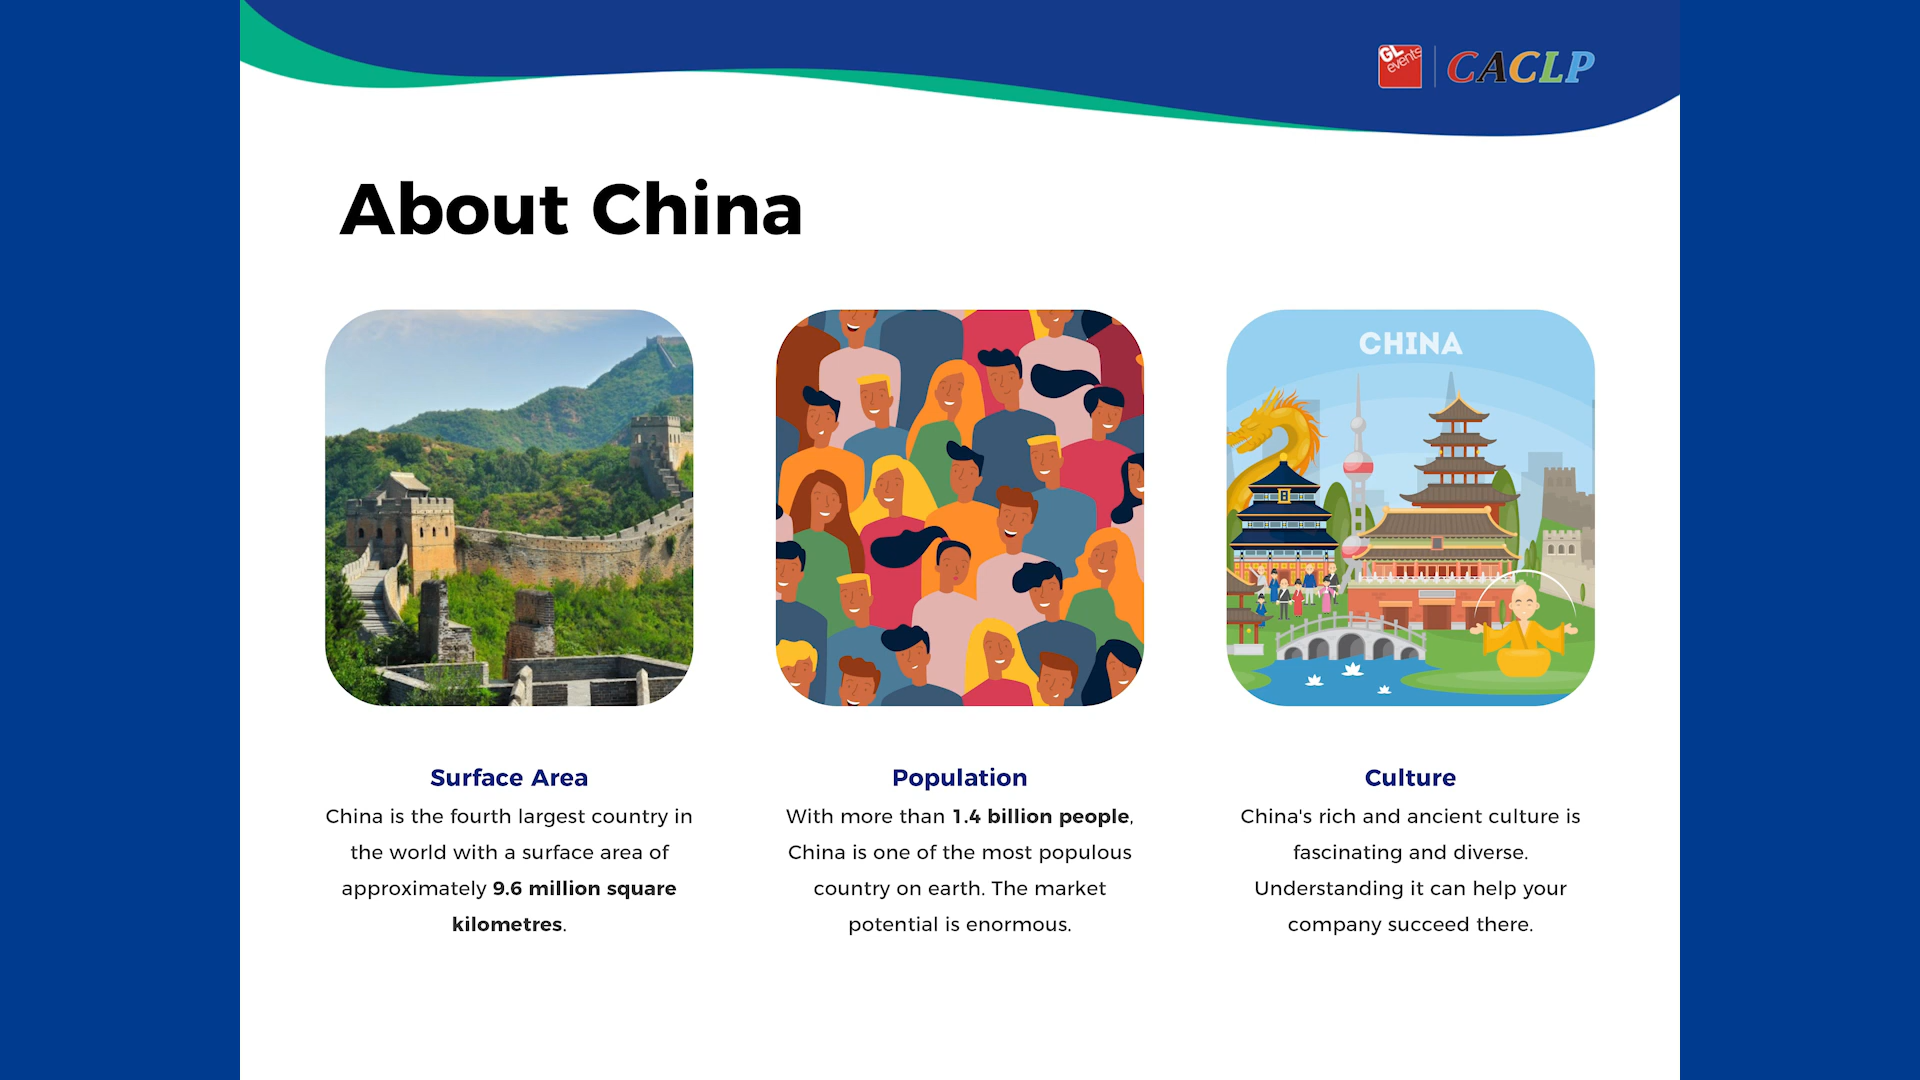 GL
events
CACLP
About China
CHINA
Surface Area
China is the fourth largest country in
the world with a surface area of
approximately 9.6 million square
kilometres.
Population
With more than 1.4 billion people,
China is one of the most populous
country on earth. The market
potential is enormous.
Culture
China's rich and ancient culture is
fascinating and diverse.
Understanding it can help your
company succeed there.